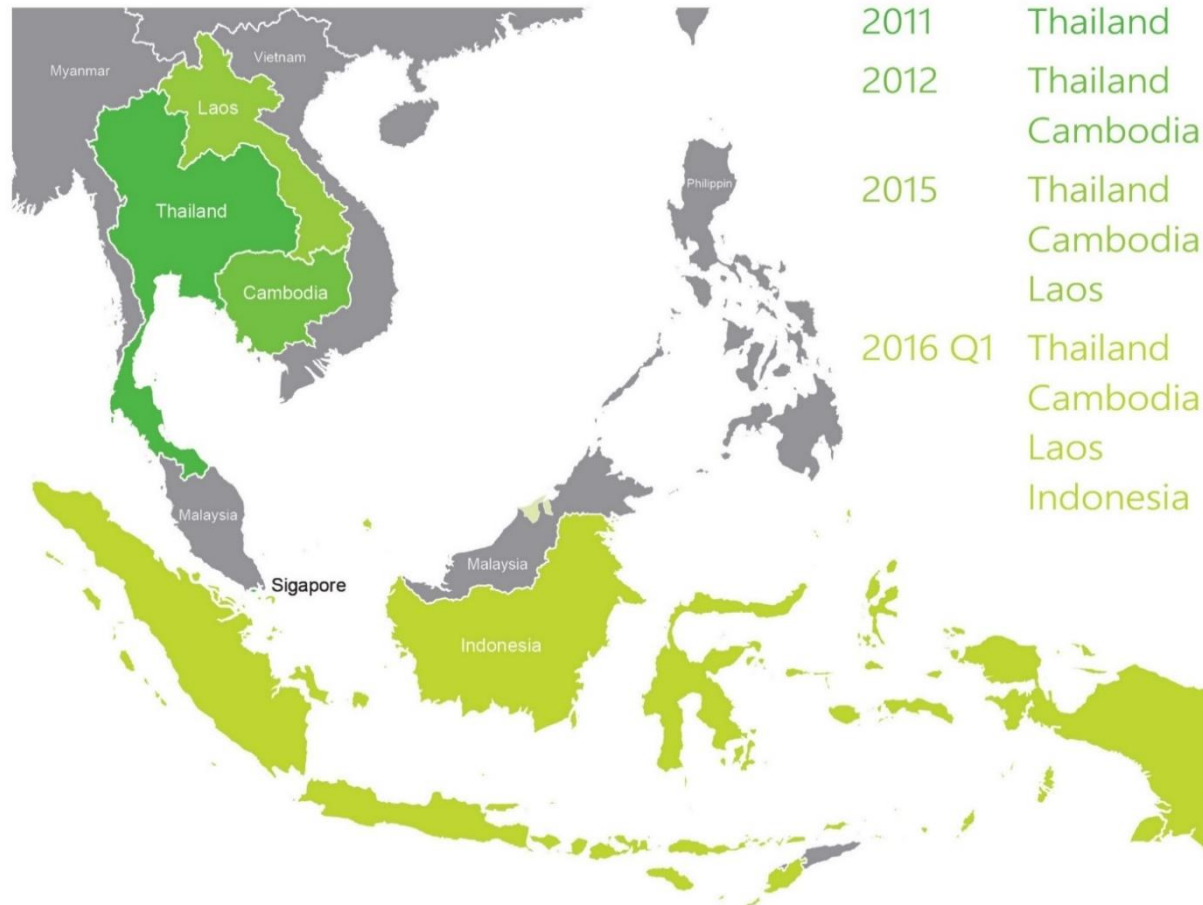 2011 Thailand
2012 Thailand
Cambodia
2015 Thailand
Cambodia
Laos
2016 Q1 Thailand
Cambodia
Laos
Indonesia
Myanmar
Vietnam
Laos
Thailand
Cambodia
Philippin
Malaysia
Sigapore
Malaysia
Indonesia